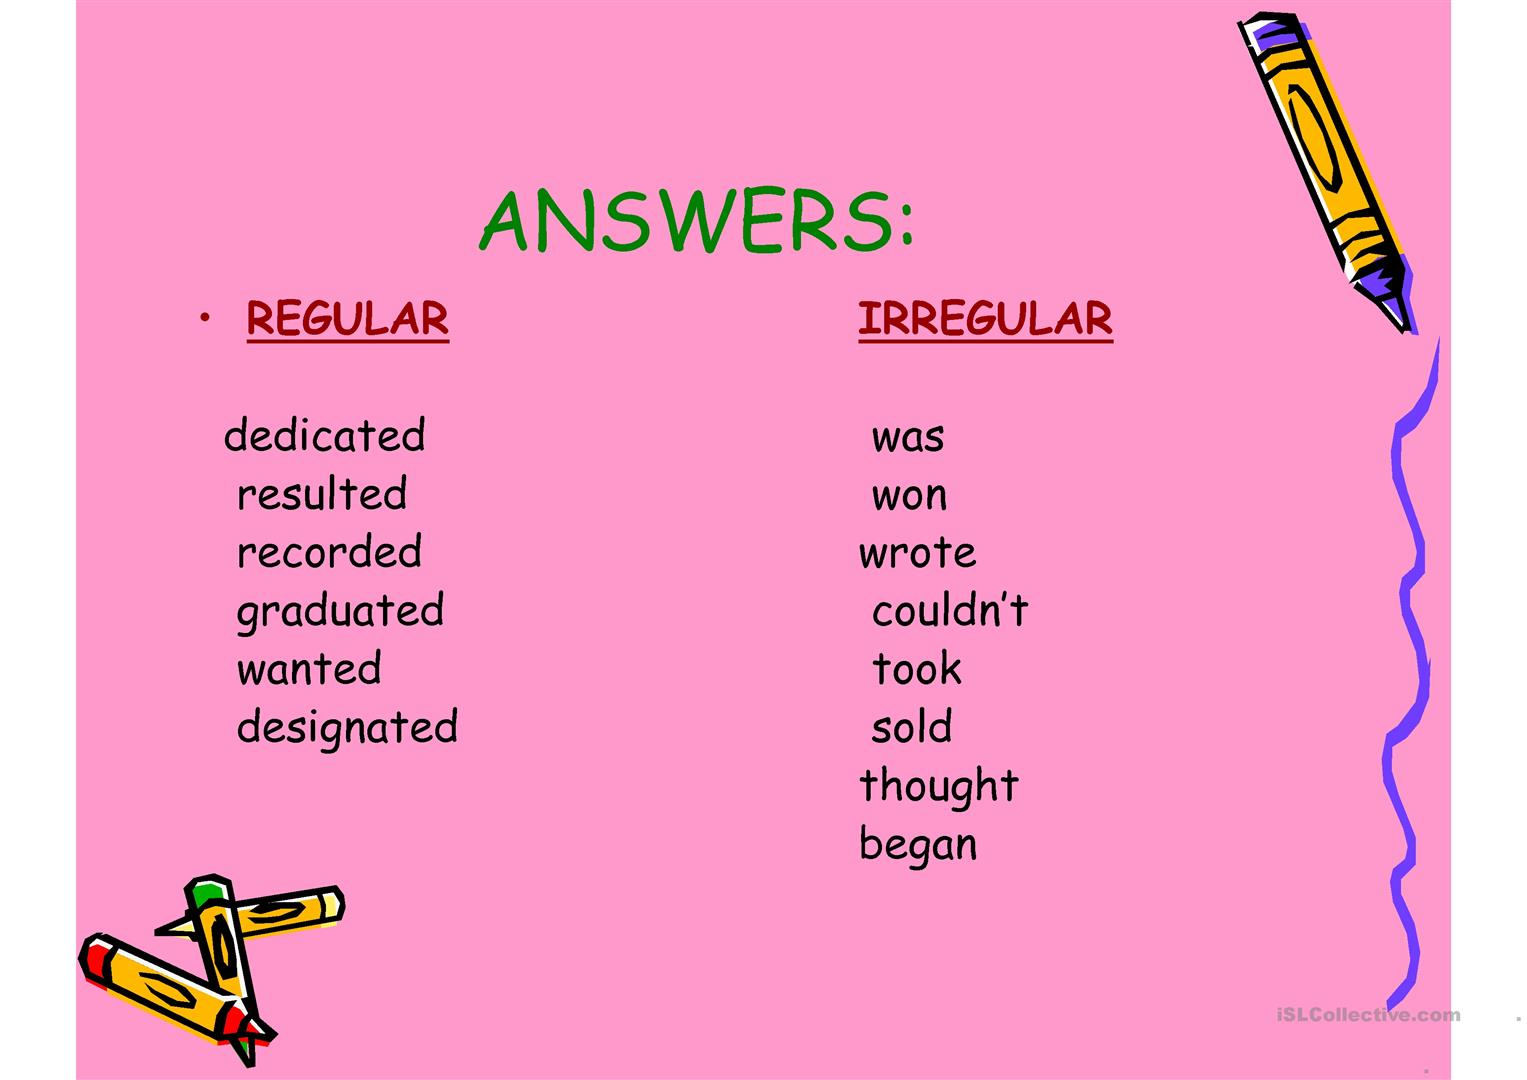 ANSWERS:
• REGULAR
dedicated
resulted
recorded
graduated
wanted
designated
IRREGULAR
was
won
wrote
couldn't
took
sold
thought
began
iSLCollective.com